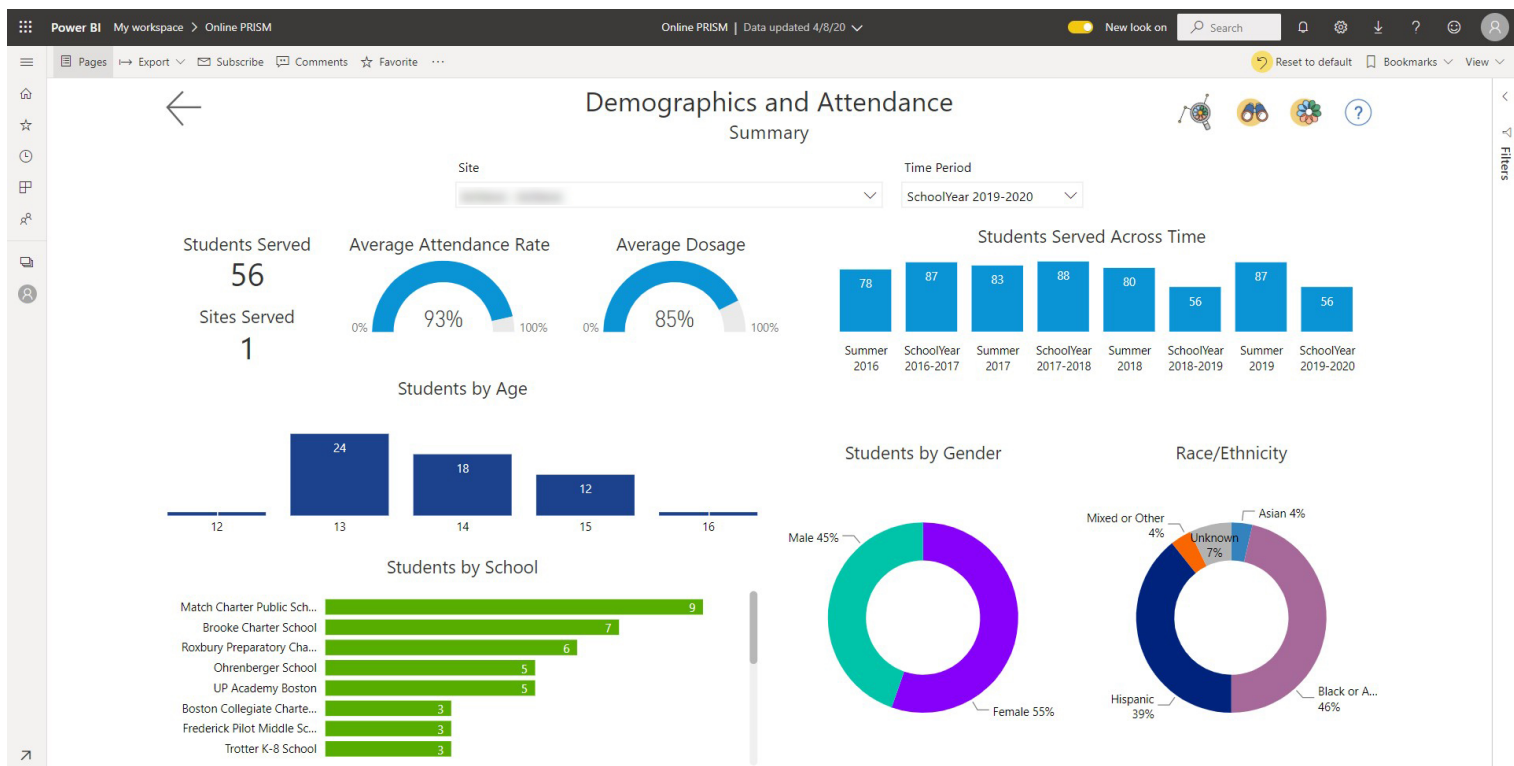 Power BI My workspace > Online PRISM Online PRISM | Data updated 4/8/20 New look on Search
Pages Export Subscribe Comments Favorite ... Reset to default Bookmarks View
Demographics and Attendance
Summary
Filters
Site Time Period
SchoolYear 2019-2020
Students Served
56
Sites Served
1
Average Attendance Rate
93%
0% 100%
Average Dosage
85%
0% 100%
Students Served Across Time
78 87 83 88 80 56 87 56
Summer 2016
SchoolYear 2016-2017
Summer 2017
SchoolYear 2017-2018
Summer 2018
SchoolYear 2018-2019
Summer 2019
SchoolYear 2019-2020
Students by Age
24 18 12
12 13 14 15 16
Students by School
Match Charter Public Sch... 9
Brooke Charter School 7
Roxbury Preparatory Cha... 6
Ohrenberger School 5
UP Academy Boston 5
Boston Collegiate Charte... 3
Frederick Pilot Middle Sc... 3
Trotter K-8 School 3
Students by Gender
Male 45%
Female 55%
Race/Ethnicity
Mixed or Other
4%
Unknown
7%
Asian 4%
Hispanic
39%
Black or A...
46%